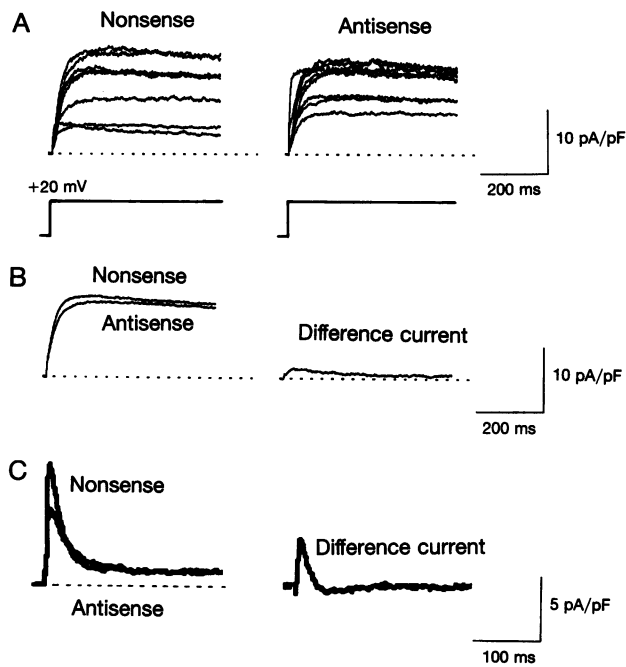 A
Nonsense
Antisense
10 pA/pF
200 ms
+20 mV
B
Nonsense
Antisense
Difference current
10 pA/pF
200 ms
C
Nonsense
Antisense
Difference current
5 pA/pF
100 ms